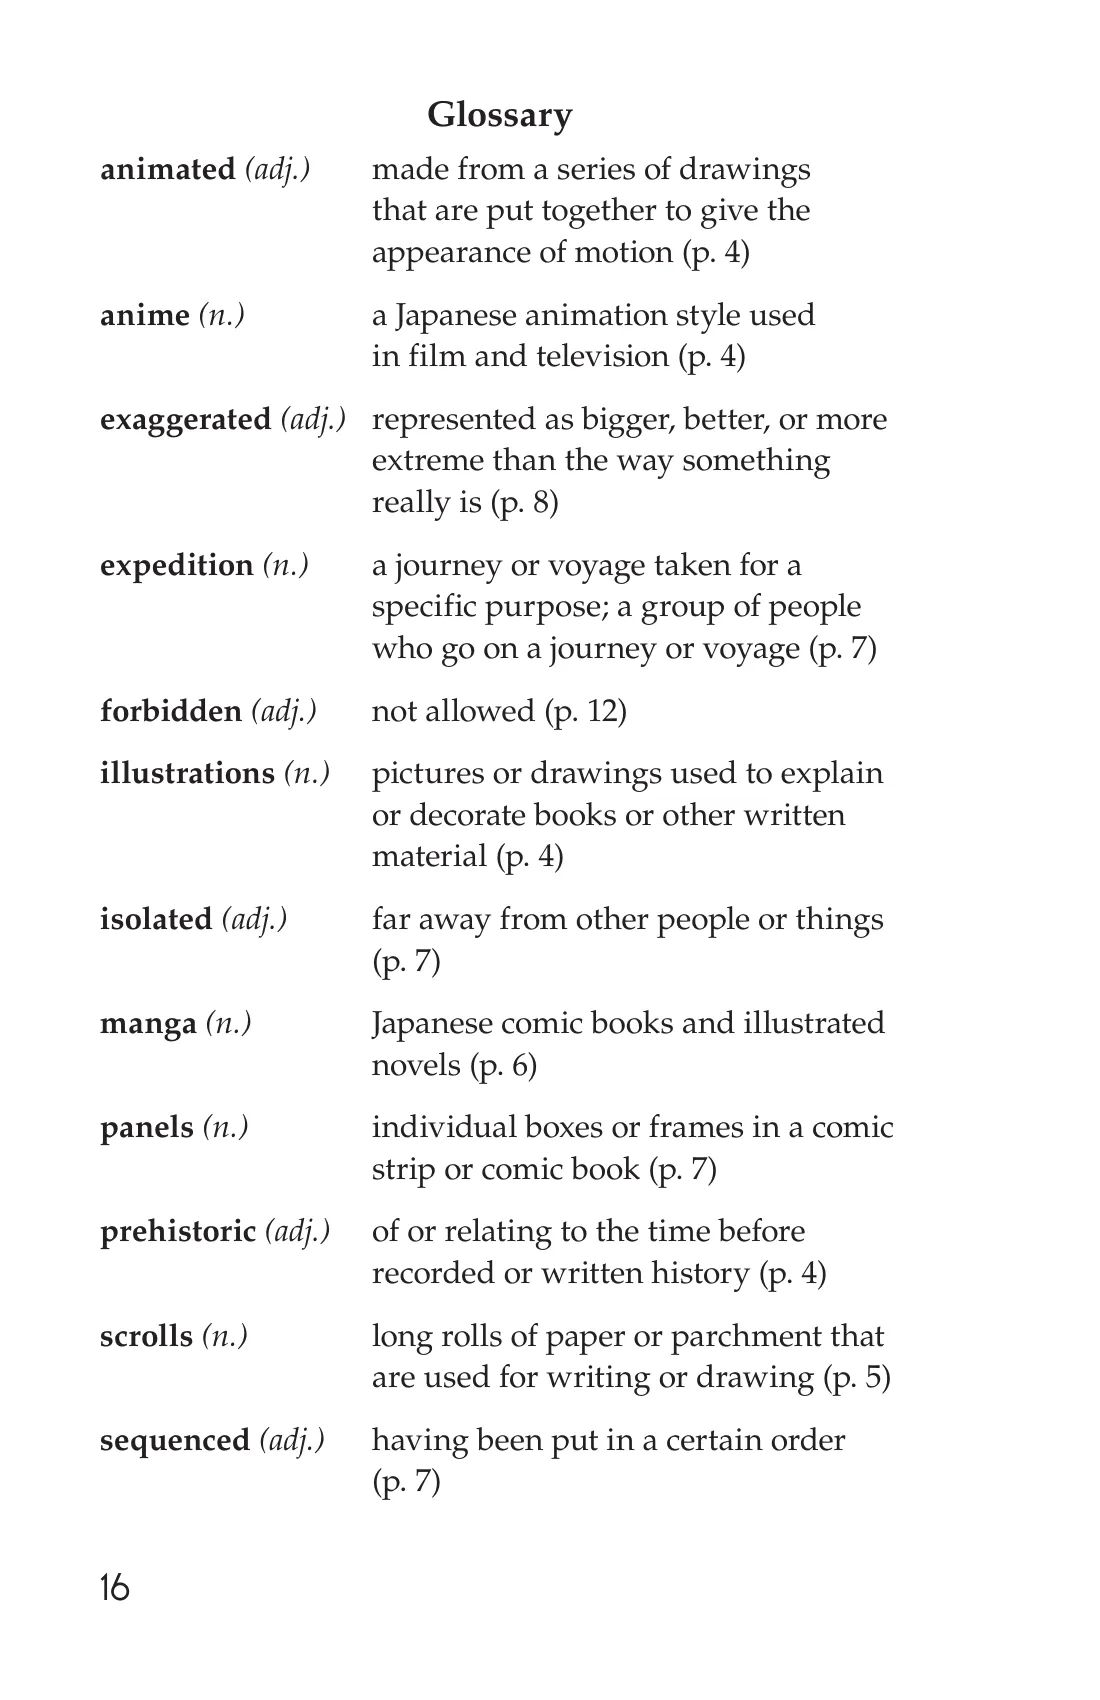 Glossary
animated (adj.) made from a series of drawings
that are put together to give the
appearance of motion (p. 4)
anime (n.) a Japanese animation style used
in film and television (p. 4)
exaggerated (adj.) represented as bigger, better, or more
extreme than the way something
really is (p. 8)
expedition (n.) a journey or voyage taken for a
specific purpose; a group of people
who go on a journey or voyage (p. 7)
forbidden (adj.) not allowed (p. 12)
illustrations (n.) pictures or drawings used to explain
or decorate books or other written
material (p. 4)
isolated (adj.) far away from other people or things
(p. 7)
manga (n.) Japanese comic books and illustrated
novels (p. 6)
panels (n.) individual boxes or frames in a comic
strip or comic book (p. 7)
prehistoric (adj.) of or relating to the time before
recorded or written history (p. 4)
scrolls (n.) long rolls of paper or parchment that
are used for writing or drawing (p. 5)
sequenced (adj.) having been put in a certain order
(p. 7)
16